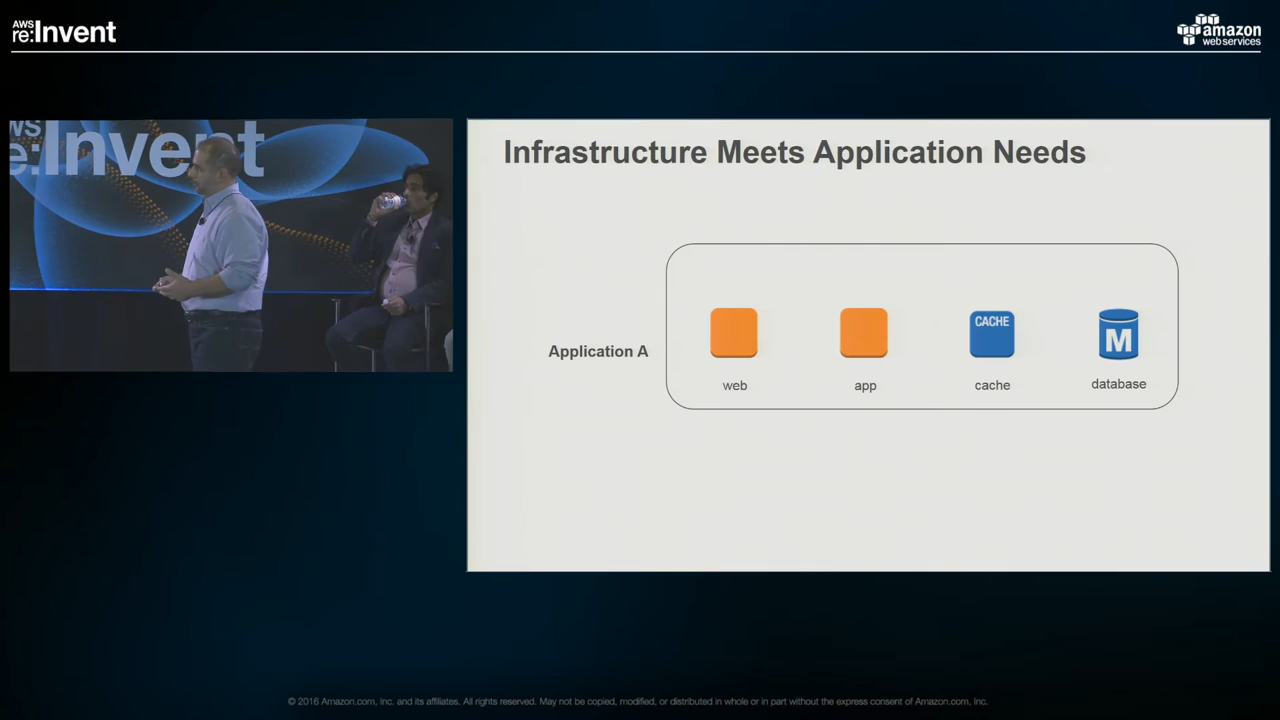 AWS
re:Invent
amazon
web services
WS
e:Invent
Infrastructure Meets Application Needs
Application A
CACHE
M
web
app
cache
database
© 2016 Amazon.com, Inc. and its affiliates. All rights reserved. May not be copied, modified, or distributed in whole or in part without the express consent of Amazon.com, Inc.